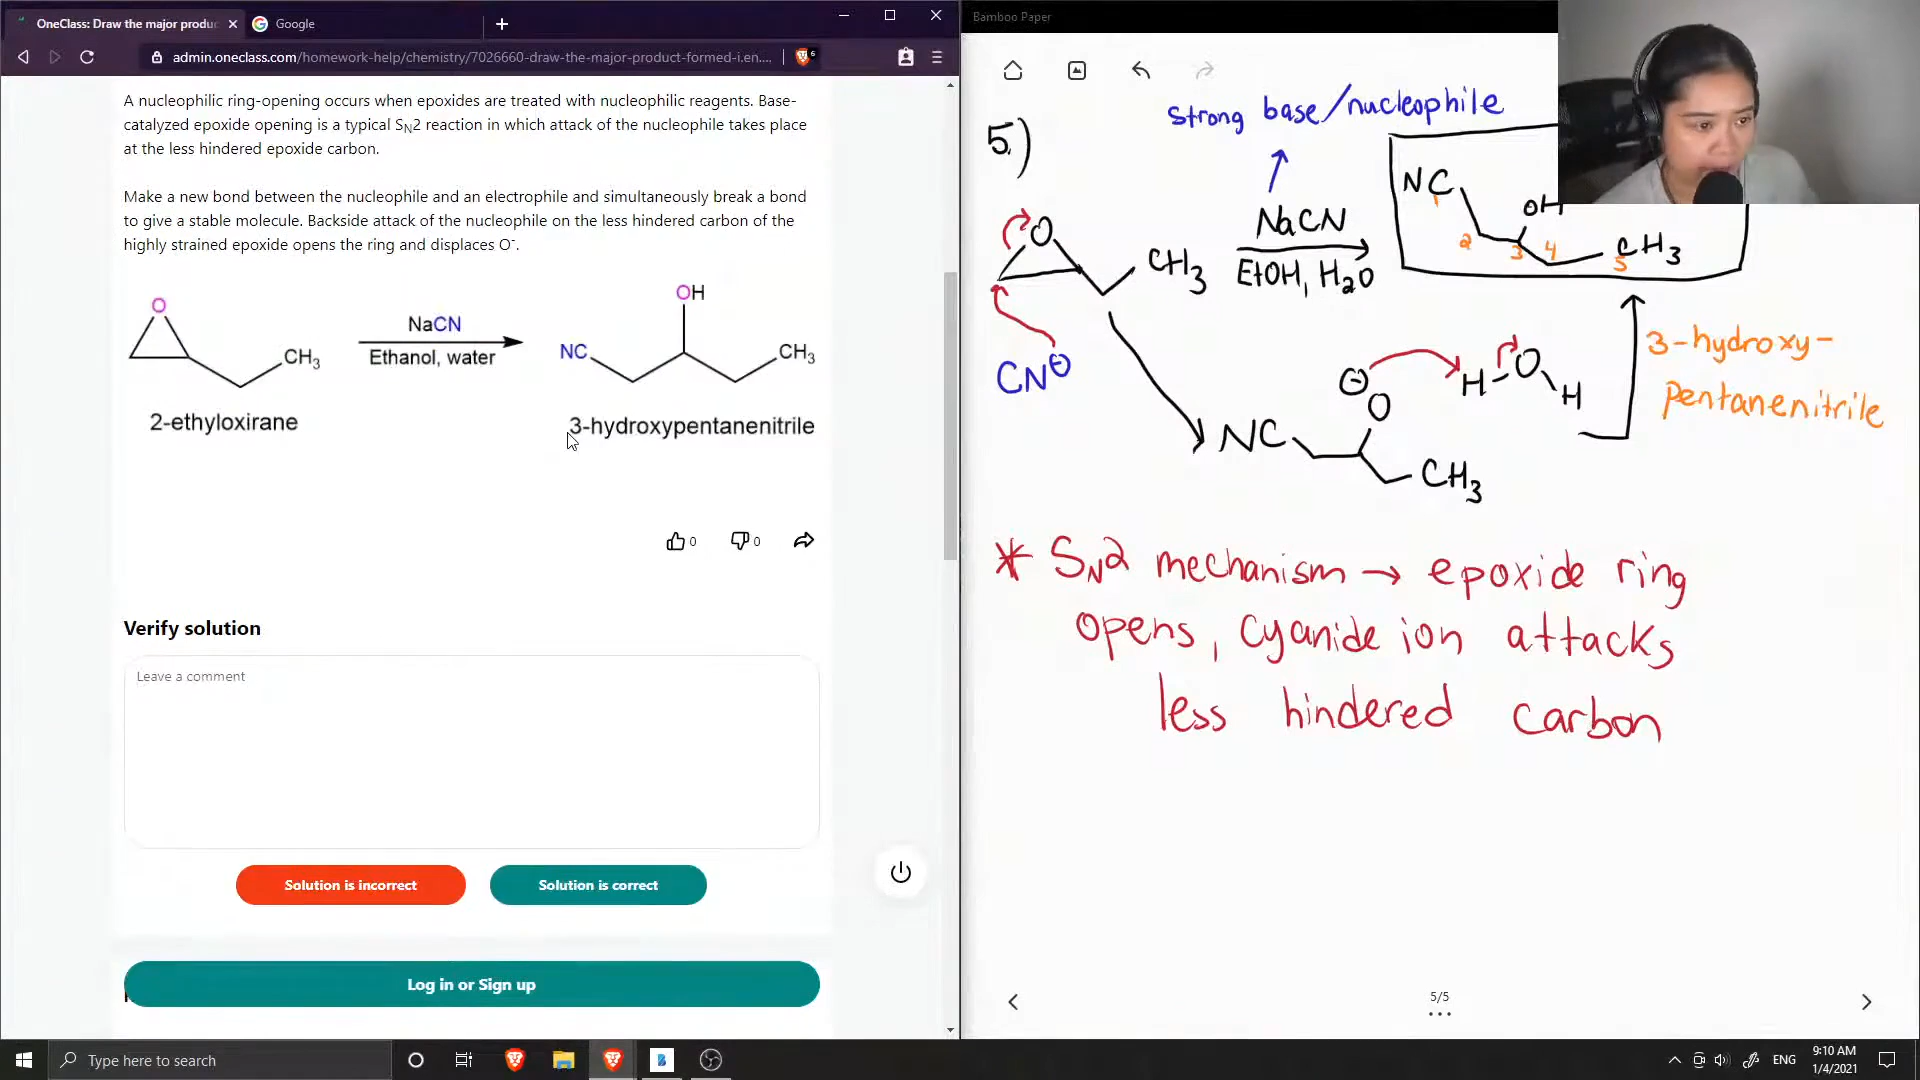 OneClass: Draw the major produc
Google
admin.oneclass.com/homework-help/chemistry/7026660-draw-the-major-product-formed-i.en....
6
A nucleophilic ring-opening occurs when epoxides are treated with nucleophilic reagents. Base-
catalyzed epoxide opening is a typical SN2 reaction in which attack of the nucleophile takes place
at the less hindered epoxide carbon.
Make a new bond between the nucleophile and an electrophile and simultaneously break a bond
to give a stable molecule. Backside attack of the nucleophile on the less hindered carbon of the
highly strained epoxide opens the ring and displaces O-.
O
CH3
NaCN
Ethanol, water
OH
NC
CH3
2-ethyloxirane
3-hydroxypentanenitrile
0
0
Verify solution
Leave a comment
Solution is incorrect
Solution is correct
Log in or Sign up
Bamboo Paper
strong base/nucleophile
5.)
O
CH3
NaCN
EtOH, H2O
NC
OH
CH3
1
2
3
4
5
CN⊖
⊖
O
H
O
H
NC
CH3
3-hydroxy-
pentanenitrile
* SN2 mechanism → epoxide ring
opens, cyanide ion attacks
less hindered carbon
5/5
Type here to search
ENG
9:10 AM
1/4/2021